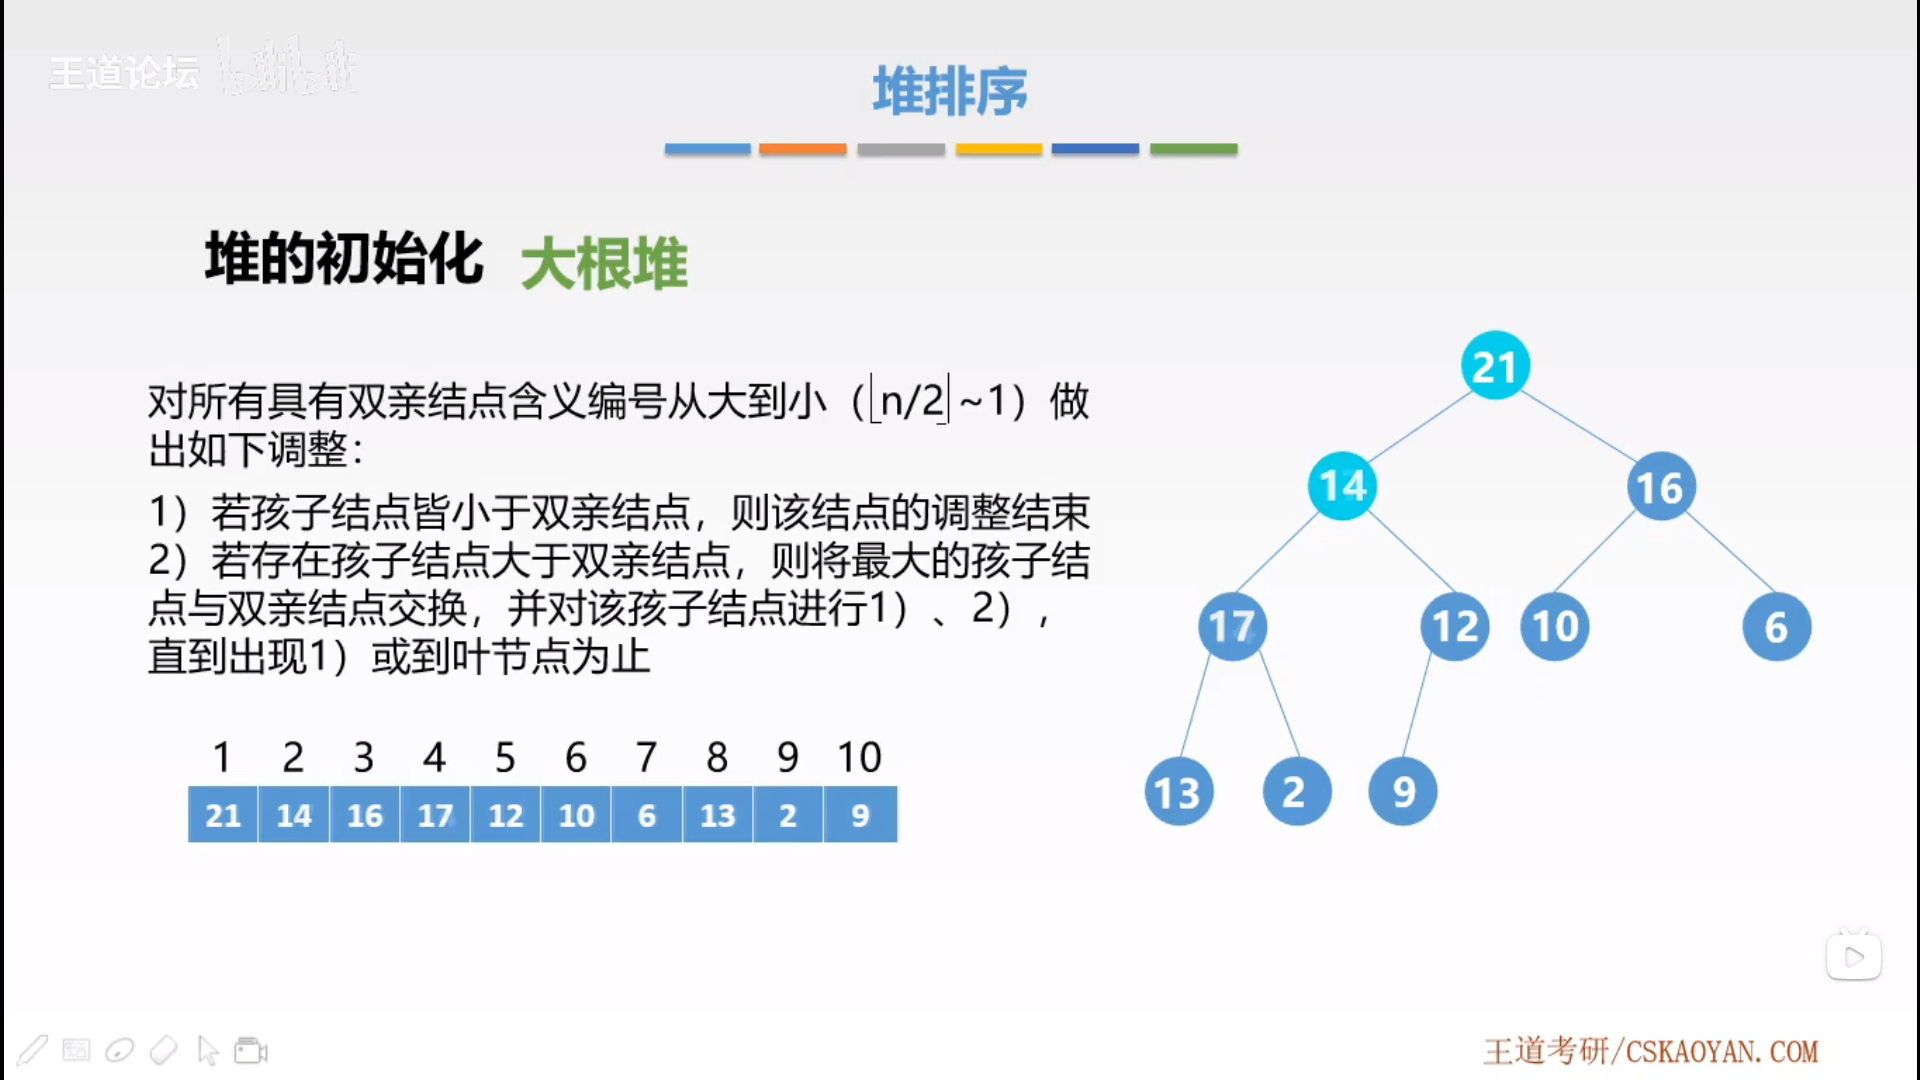 王道论坛 bilibili
堆排序
堆的初始化 大根堆
对所有具有双亲结点含义编号从大到小（⌊n/2⌋ ~1）做
出如下调整：
1）若孩子结点皆小于双亲结点，则该结点的调整结束
2）若存在孩子结点大于双亲结点，则将最大的孩子结
点与双亲结点交换，并对该孩子结点进行1）、2），
直到出现1）或到叶节点为止
1 2 3 4 5 6 7 8 9 10
21 14 16 17 12 10 6 13 2 9
21
14 16
17 12 10 6
13 2 9
王道考研/CSKAOYAN.COM